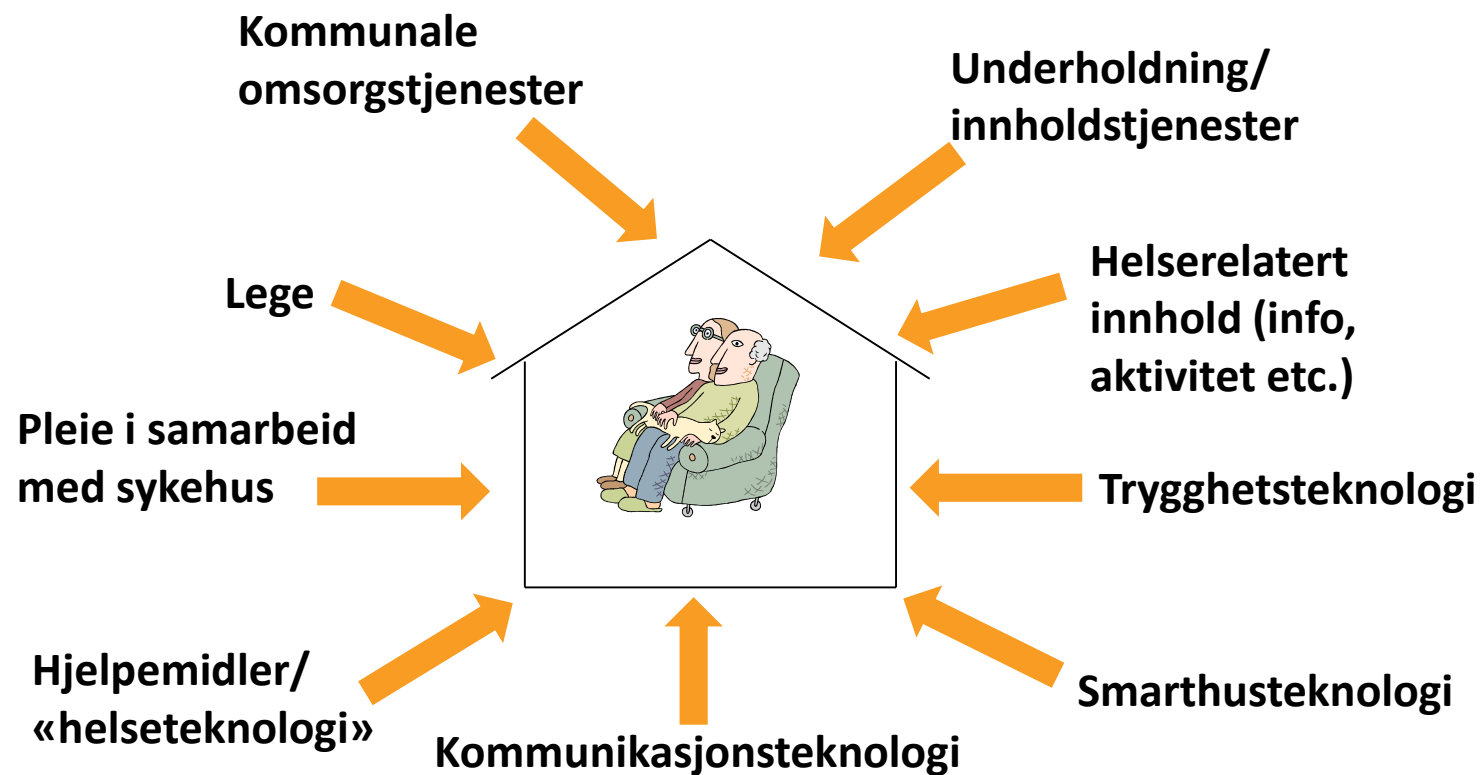 Kommunale
omsorgstjenester
Underholdning/
innholdstjenester
Lege
Helserelatert
innhold (info,
aktivitet etc.)
Pleie i samarbeid
med sykehus
Trygghetsteknologi
Hjelpemidler/
«helseteknologi»
Smarthusteknologi
Kommunikasjonsteknologi